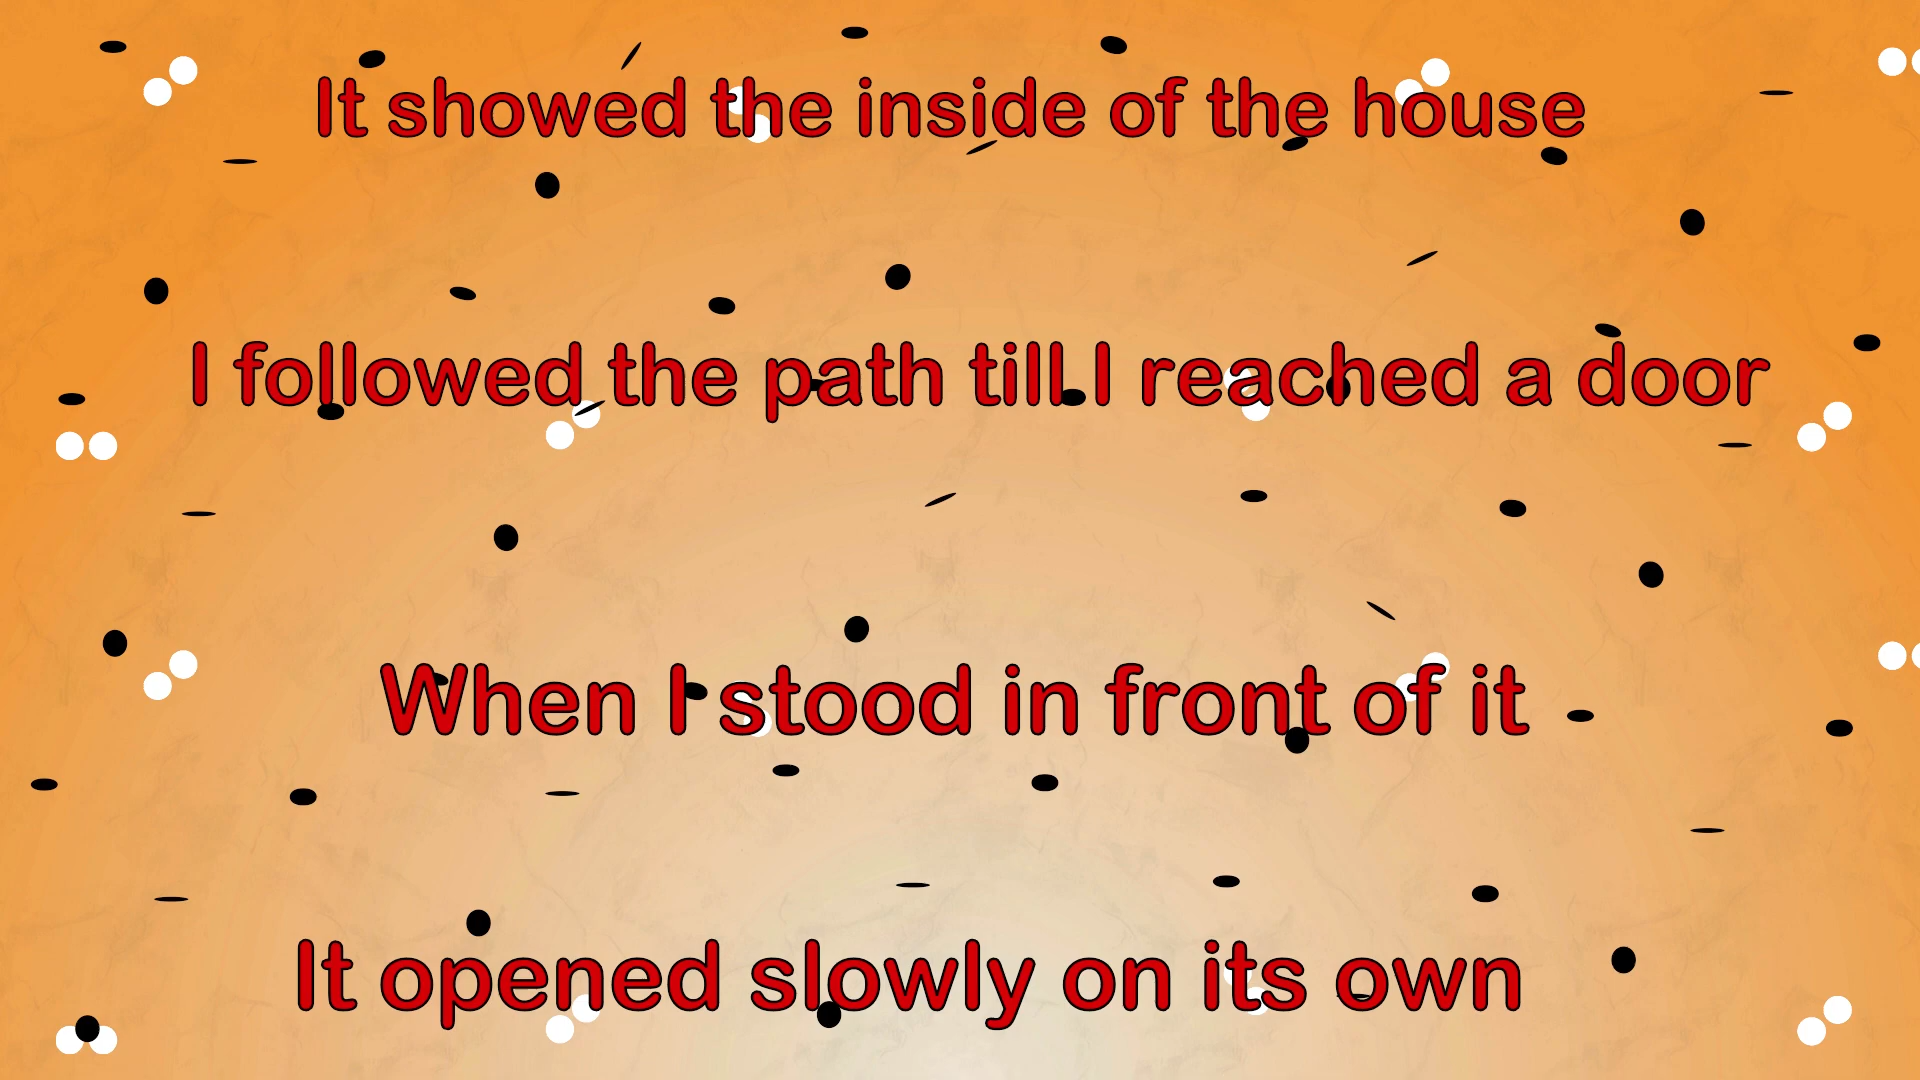 It showed the inside of the house
I followed the path till I reached a door
When I stood in front of it
It opened slowly on its own